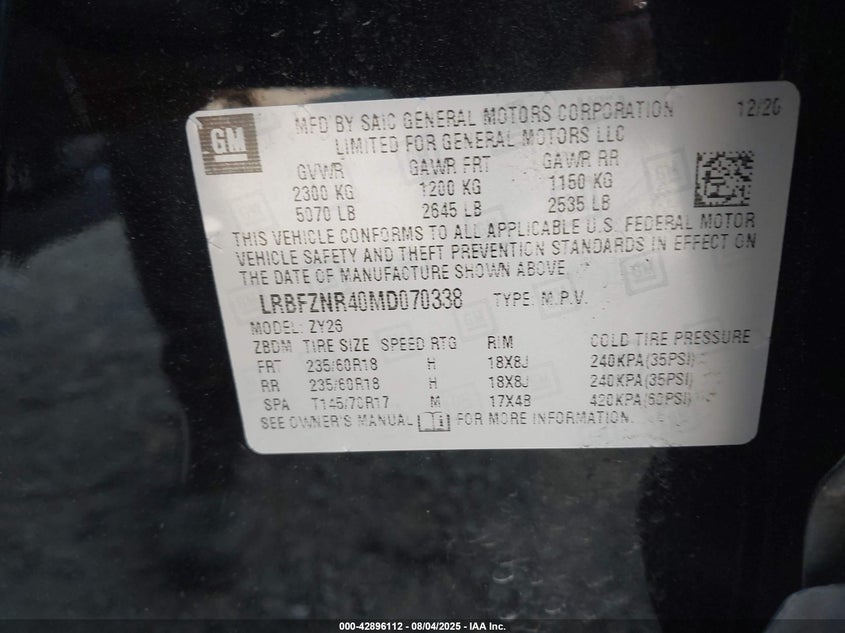 GM
MFD BY SAIC GENERAL MOTORS CORPORATION 12/20
LIMITED FOR GENERAL MOTORS LLC
GVWR GAWR FRT GAWR RR
2300 KG 1200 KG 1150 KG
5070 LB 2645 LB 2535 LB
THIS VEHICLE CONFORMS TO ALL APPLICABLE U.S. FEDERAL MOTOR
VEHICLE SAFETY AND THEFT PREVENTION STANDARDS IN EFFECT ON
THE DATE OF MANUFACTURE SHOWN ABOVE.
LRBFZNR40MD070338 TYPE: M.P.V.
MODEL: ZY26
ZBDM TIRE SIZE SPEED RTG RIM COLD TIRE PRESSURE
FRT 235/60R18 H 18X8J 240KPA(35PSI)
RR 235/60R18 H 18X8J 240KPA(35PSI)
SPA T145/70R17 M 17X4B 420KPA(60PSI)
SEE OWNER'S MANUAL FOR MORE INFORMATION.
000-42896112 - 08/04/2025 - IAA Inc.